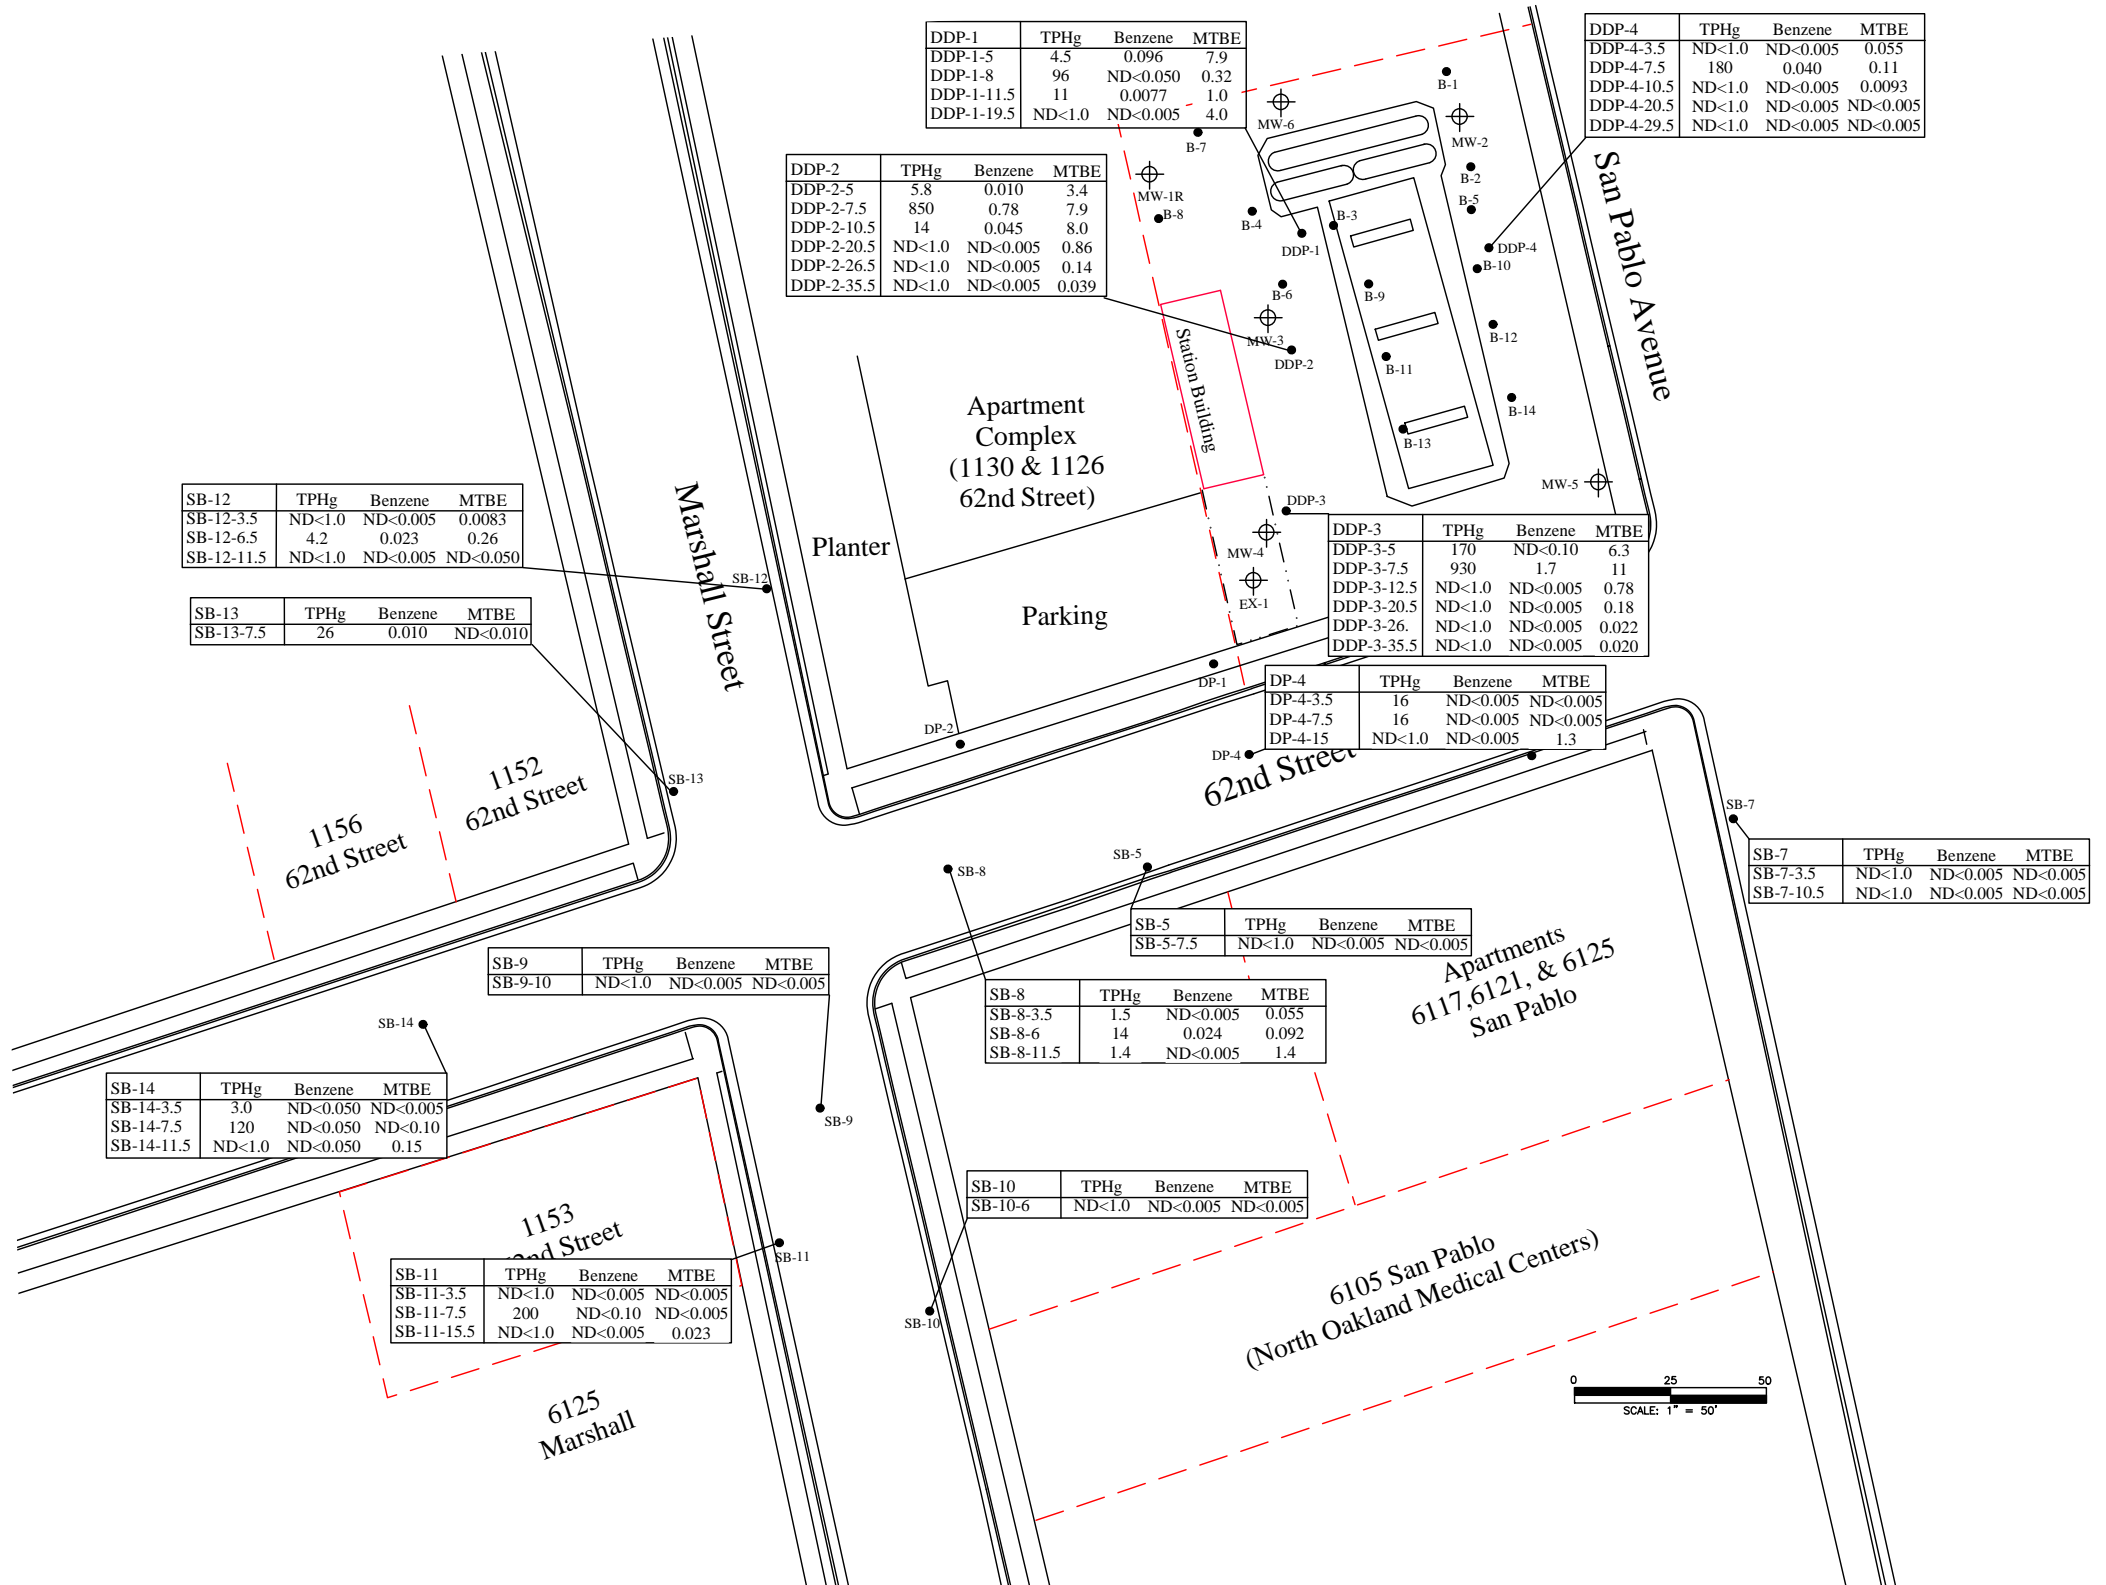 DDP-1 TPHg Benzene MTBE
DDP-1-5 4.5 0.096 7.9
DDP-1-8 96 ND<0.050 0.32
DDP-1-11.5 11 0.0077 1.0
DDP-1-19.5 ND<1.0 ND<0.005 4.0
DDP-4 TPHg Benzene MTBE
DDP-4-3.5 ND<1.0 ND<0.005 0.055
DDP-4-7.5 180 0.040 0.11
DDP-4-10.5 ND<1.0 ND<0.005 0.0093
DDP-4-20.5 ND<1.0 ND<0.005 ND<0.005
DDP-4-29.5 ND<1.0 ND<0.005 ND<0.005
DDP-2 TPHg Benzene MTBE
DDP-2-5 5.8 0.010 3.4
DDP-2-7.5 850 0.78 7.9
DDP-2-10.5 14 0.045 8.0
DDP-2-20.5 ND<1.0 ND<0.005 0.86
DDP-2-26.5 ND<1.0 ND<0.005 0.14
DDP-2-35.5 ND<1.0 ND<0.005 0.039
B-1
MW-6
MW-2
B-7
B-2
MW-1R
B-8
B-5
B-4
B-3
DDP-1
DDP-4
B-10
B-6
B-9
MW-3
DDP-2
B-12
B-11
B-14
B-13
MW-5
San Pablo Avenue
Station Building
Apartment
Complex
(1130 & 1126
62nd Street)
Planter
Parking
Marshall Street
DDP-3
MW-4
EX-1
DDP-3 TPHg Benzene MTBE
DDP-3-5 170 ND<0.10 6.3
DDP-3-7.5 930 1.7 11
DDP-3-12.5 ND<1.0 ND<0.005 0.78
DDP-3-20.5 ND<1.0 ND<0.005 0.18
DDP-3-26. ND<1.0 ND<0.005 0.022
DDP-3-35.5 ND<1.0 ND<0.005 0.020
SB-12 TPHg Benzene MTBE
SB-12-3.5 ND<1.0 ND<0.005 0.0083
SB-12-6.5 4.2 0.023 0.26
SB-12-11.5 ND<1.0 ND<0.005 ND<0.050
SB-12
SB-13 TPHg Benzene MTBE
SB-13-7.5 26 0.010 ND<0.010
SB-13
DP-1
DP-2
DP-4
DP-4 TPHg Benzene MTBE
DP-4-3.5 16 ND<0.005 ND<0.005
DP-4-7.5 16 ND<0.005 ND<0.005
DP-4-15 ND<1.0 ND<0.005 1.3
62nd Street
1152
62nd Street
1156
62nd Street
SB-7
SB-7 TPHg Benzene MTBE
SB-7-3.5 ND<1.0 ND<0.005 ND<0.005
SB-7-10.5 ND<1.0 ND<0.005 ND<0.005
SB-5
SB-8
SB-5 TPHg Benzene MTBE
SB-5-7.5 ND<1.0 ND<0.005 ND<0.005
Apartments
6117,6121, & 6125
San Pablo
SB-9 TPHg Benzene MTBE
SB-9-10 ND<1.0 ND<0.005 ND<0.005
SB-8 TPHg Benzene MTBE
SB-8-3.5 1.5 ND<0.005 0.055
SB-8-6 14 0.024 0.092
SB-8-11.5 1.4 ND<0.005 1.4
SB-14
SB-14 TPHg Benzene MTBE
SB-14-3.5 3.0 ND<0.050 ND<0.005
SB-14-7.5 120 ND<0.050 ND<0.10
SB-14-11.5 ND<1.0 ND<0.050 0.15
SB-9
SB-10 TPHg Benzene MTBE
SB-10-6 ND<1.0 ND<0.005 ND<0.005
1153
Street
SB-11
SB-11 TPHg Benzene MTBE
SB-11-3.5 ND<1.0 ND<0.005 ND<0.005
SB-11-7.5 200 ND<0.10 ND<0.005
SB-11-15.5 ND<1.0 ND<0.005 0.023
SB-10
6105 San Pablo
(North Oakland Medical Centers)
6125
Marshall
0 25 50
SCALE: 1" = 50'